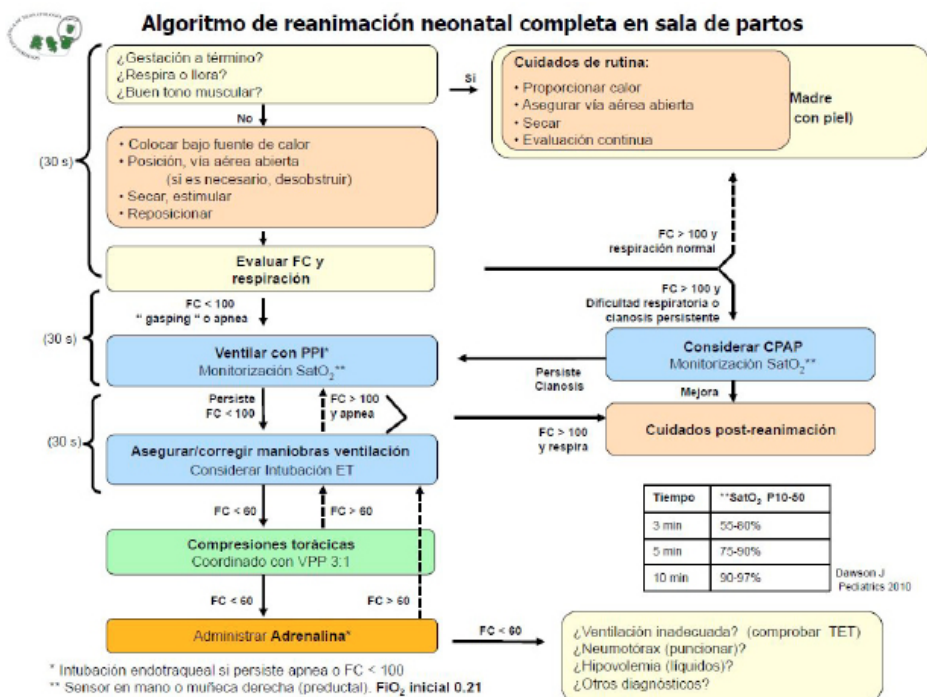 Algoritmo de reanimación neonatal completa en sala de partos
¿Gestación a término?
¿Respira o llora?
¿Buen tono muscular?
Si
Cuidados de rutina:
• Proporcionar calor
• Asegurar vía aérea abierta
• Secar
• Evaluación continua
Madre
con piel)
No
(30 s)
• Colocar bajo fuente de calor
• Posición, vía aérea abierta
(si es necesario, desobstruir)
• Secar, estimular
• Reposicionar
FC > 100 y
respiración normal
Evaluar FC y
respiración
FC > 100 y
Dificultad respiratoria o
cianosis persistente
FC < 100
" gasping " o apnea
(30 s)
Ventilar con PPI*
Monitorización SatO₂**
Considerar CPAP
Monitorización SatO₂**
Persiste
Cianosis
Mejora
Persiste
FC < 100
FC > 100
y apnea
(30 s)
Asegurar/corregir maniobras ventilación
Considerar Intubación ET
FC > 100
y respira
Cuidados post-reanimación
FC < 60
FC > 60
Compresiones torácicas
Coordinado con VPP 3:1
Tiempo **SatO₂ P10-50
3 min 55-80%
5 min 75-90%
10 min 90-97%
Dawson J
Pediatrics 2010
FC < 60
FC > 60
Administrar Adrenalina*
FC < 60
¿Ventilación inadecuada? (comprobar TET)
¿Neumotórax (puncionar)?
¿Hipovolemia (líquidos)?
¿Otros diagnósticos?
* Intubación endotraqueal si persiste apnea o FC < 100
** Sensor en mano o muñeca derecha (preductal). FiO₂ inicial 0.21